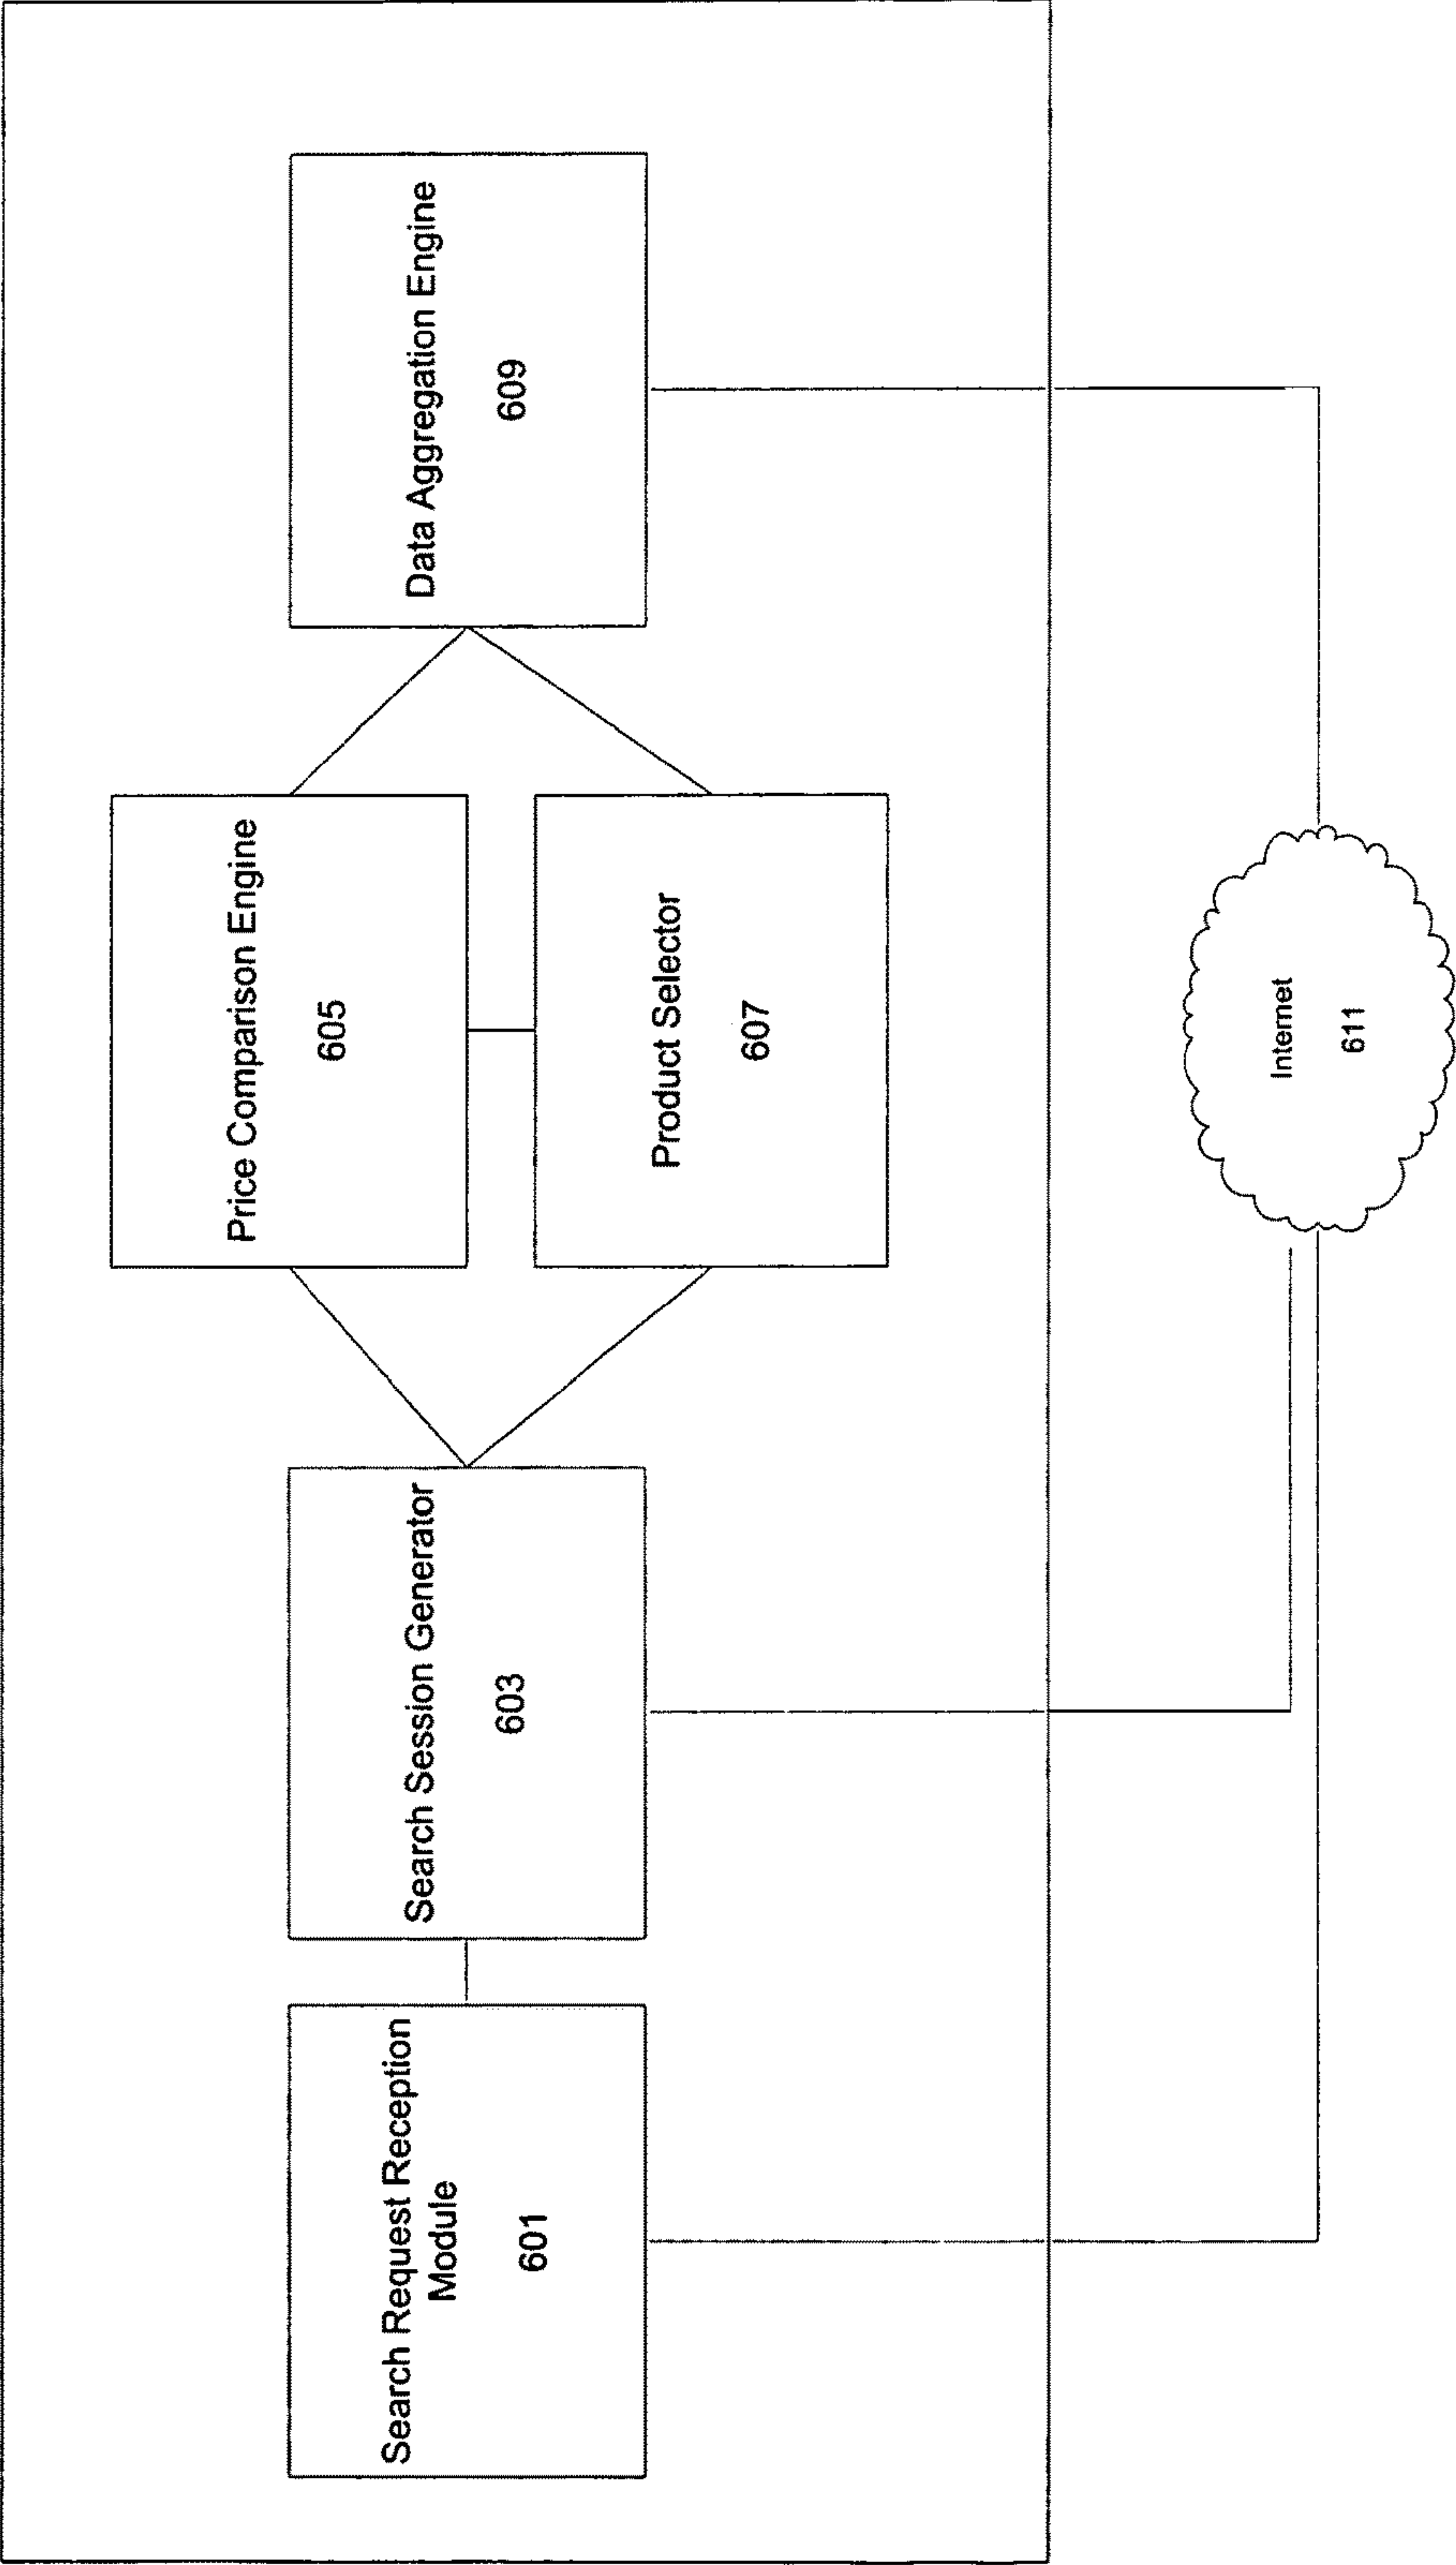 Search Request Reception
Module
601
Search Session Generator
603
Price Comparison Engine
605
Product Selector
607
Data Aggregation Engine
609
Internet
611